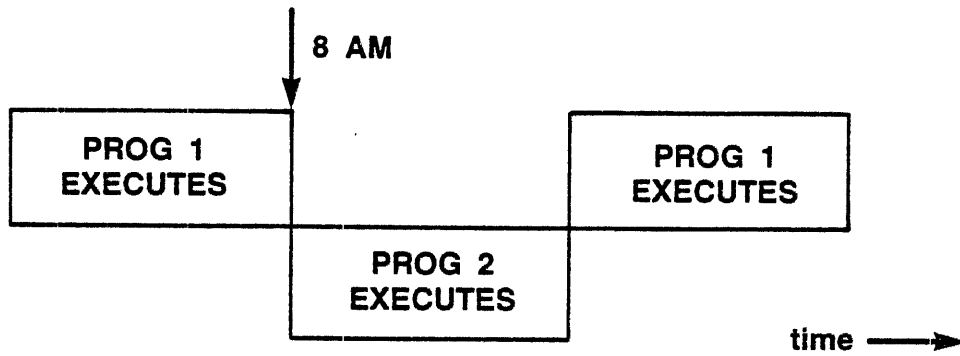 8 AM
PROG 1
EXECUTES
PROG 1
EXECUTES
PROG 2
EXECUTES
time